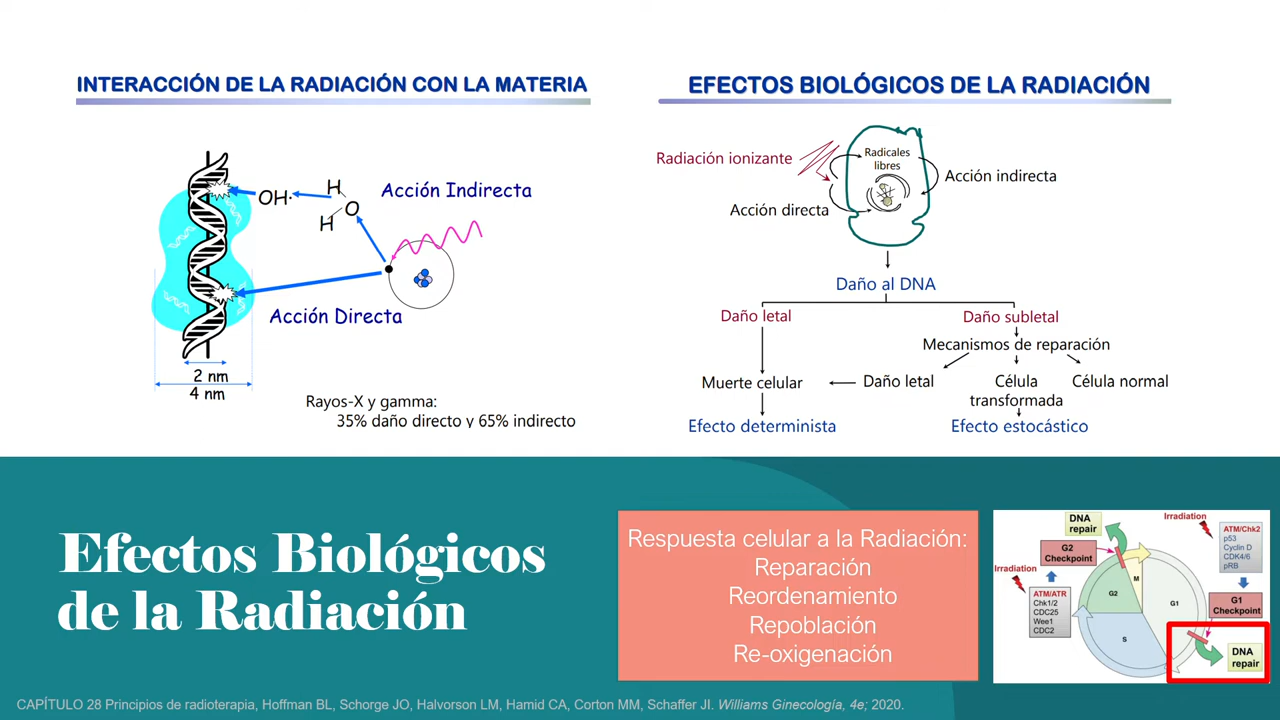 INTERACCIÓN DE LA RADIACIÓN CON LA MATERIA
OH·
H
O
H
Acción Indirecta
Acción Directa
2 nm
4 nm
Rayos-X y gamma:
35% daño directo y 65% indirecto
EFECTOS BIOLÓGICOS DE LA RADIACIÓN
Radiación ionizante
Radicales
libres
Acción indirecta
Acción directa
Daño al DNA
Daño letal
Daño subletal
Mecanismos de reparación
Muerte celular
Daño letal
Célula
transformada
Célula normal
Efecto determinista
Efecto estocástico
Efectos Biológicos
de la Radiación
Respuesta celular a la Radiación:
Reparación
Reordenamiento
Repoblación
Re-oxigenación
DNA
repair
Irradiation
G2
Checkpoint
ATM/Chk2
p53
Cyclin D
CDK4/6
pRB
Irradiation
ATM/ATR
Chk1/2
CDC25
Wee1
CDC2
M
G2
G1
S
G1
Checkpoint
DNA
repair
CAPÍTULO 28 Principios de radioterapia, Hoffman BL, Schorge JO, Halvorson LM, Hamid CA, Corton MM, Schaffer JI. Williams Ginecología, 4e; 2020.